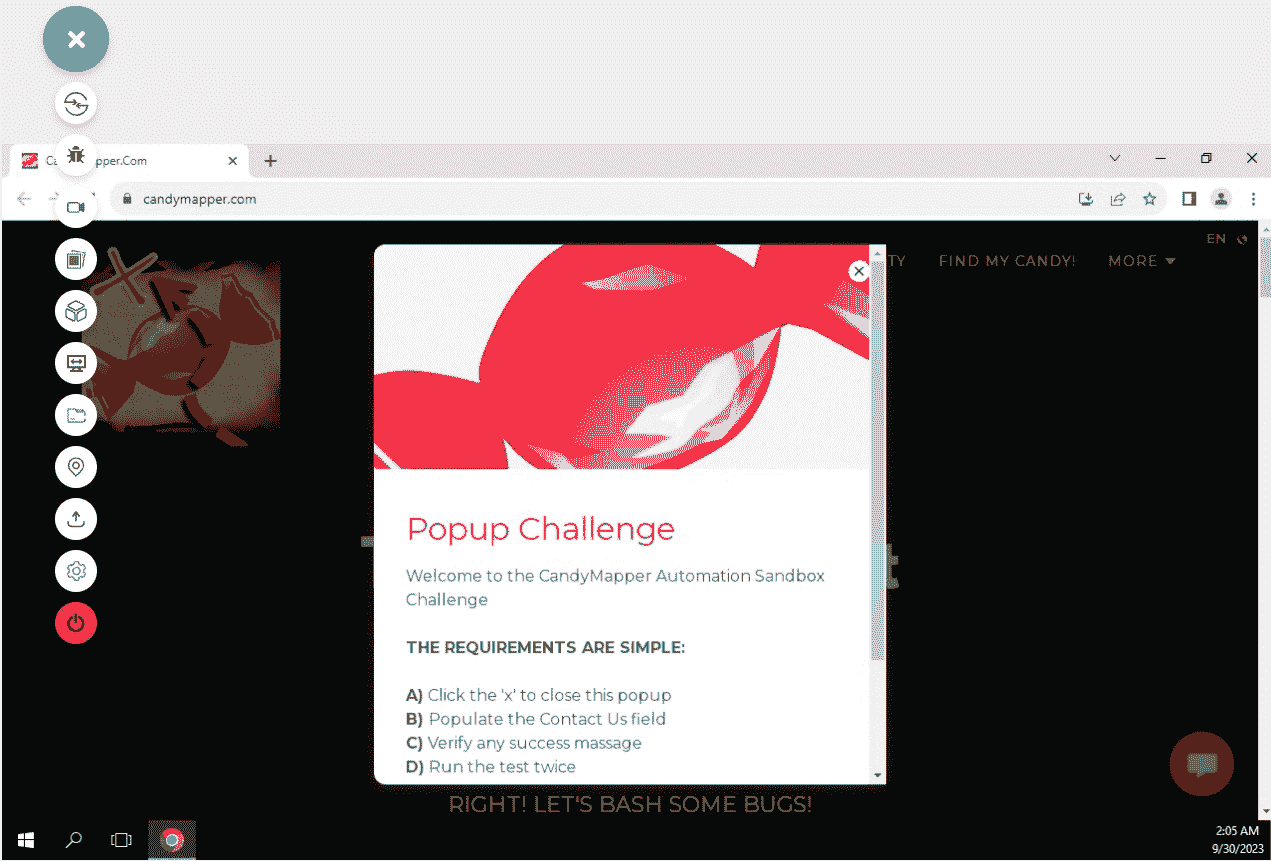 Ca
pper.Com
candymapper.com
EN
TY
FIND MY CANDY!
MORE
Popup Challenge
Welcome to the CandyMapper Automation Sandbox
Challenge
THE REQUIREMENTS ARE SIMPLE:
A) Click the 'x' to close this popup
B) Populate the Contact Us field
C) Verify any success massage
D) Run the test twice
t
RIGHT! LET'S BASH SOME BUGS!
2:05 AM
9/30/2023